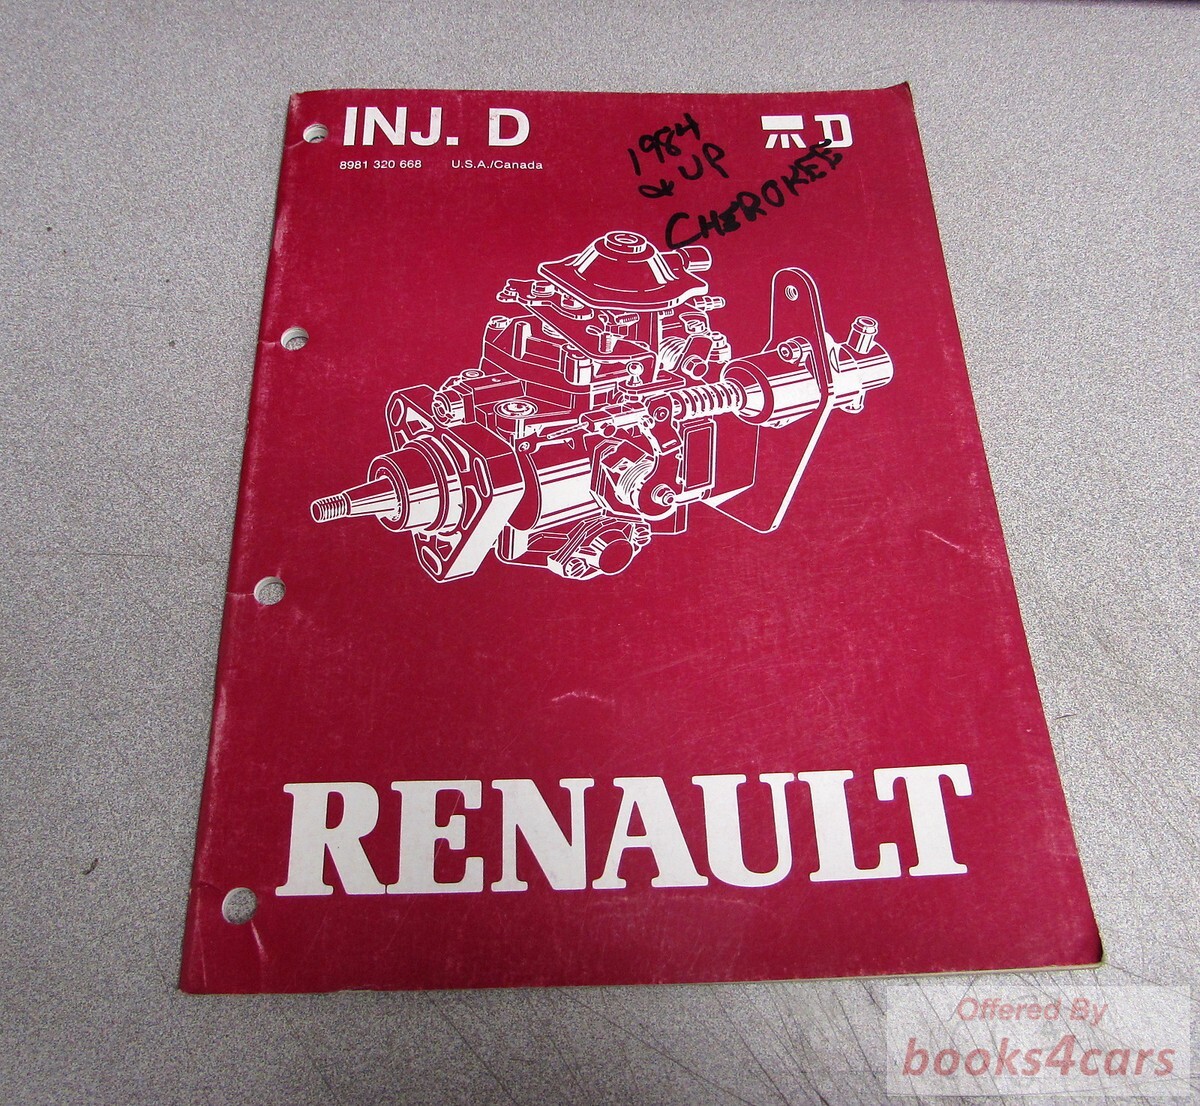 INJ. D
8981 320 668 U.S.A./Canada
1984
& UP
CHEROKEE
RENAULT
Offered By
books4cars